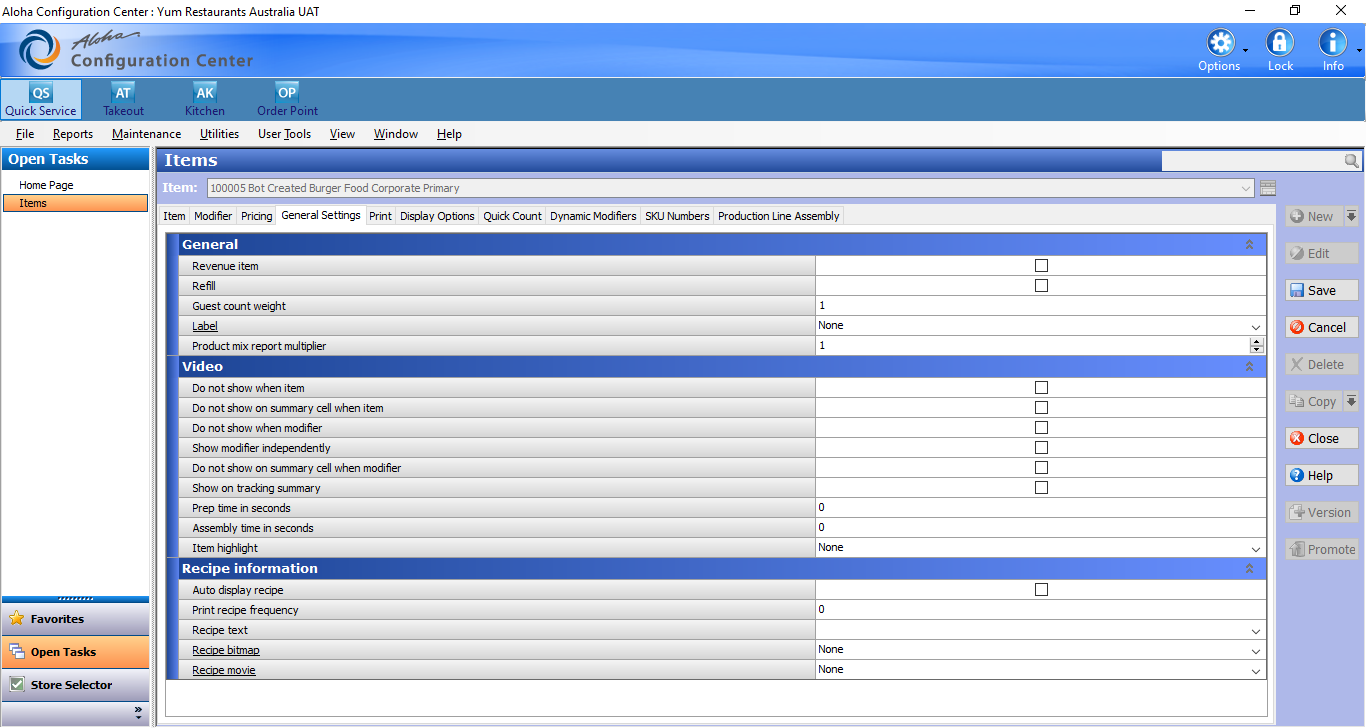 Aloha Configuration Center : Yum Restaurants Australia UAT
Aloha
Configuration Center
Options
Lock
Info
QS
Quick Service
AT
Takeout
AK
Kitchen
OP
Order Point
File Reports Maintenance Utilities User Tools View Window Help
Open Tasks
Home Page
Items
Favorites
Open Tasks
Store Selector
Items
Item: 100005 Bot Created Burger Food Corporate Primary
Item Modifier Pricing General Settings Print Display Options Quick Count Dynamic Modifiers SKU Numbers Production Line Assembly
General
Revenue item
Refill
Guest count weight 1
Label None
Product mix report multiplier 1
Video
Do not show when item
Do not show on summary cell when item
Do not show when modifier
Show modifier independently
Do not show on summary cell when modifier
Show on tracking summary
Prep time in seconds 0
Assembly time in seconds 0
Item highlight None
Recipe information
Auto display recipe
Print recipe frequency 0
Recipe text
Recipe bitmap None
Recipe movie None
New
Edit
Save
Cancel
Delete
Copy
Close
Help
Version
Promote